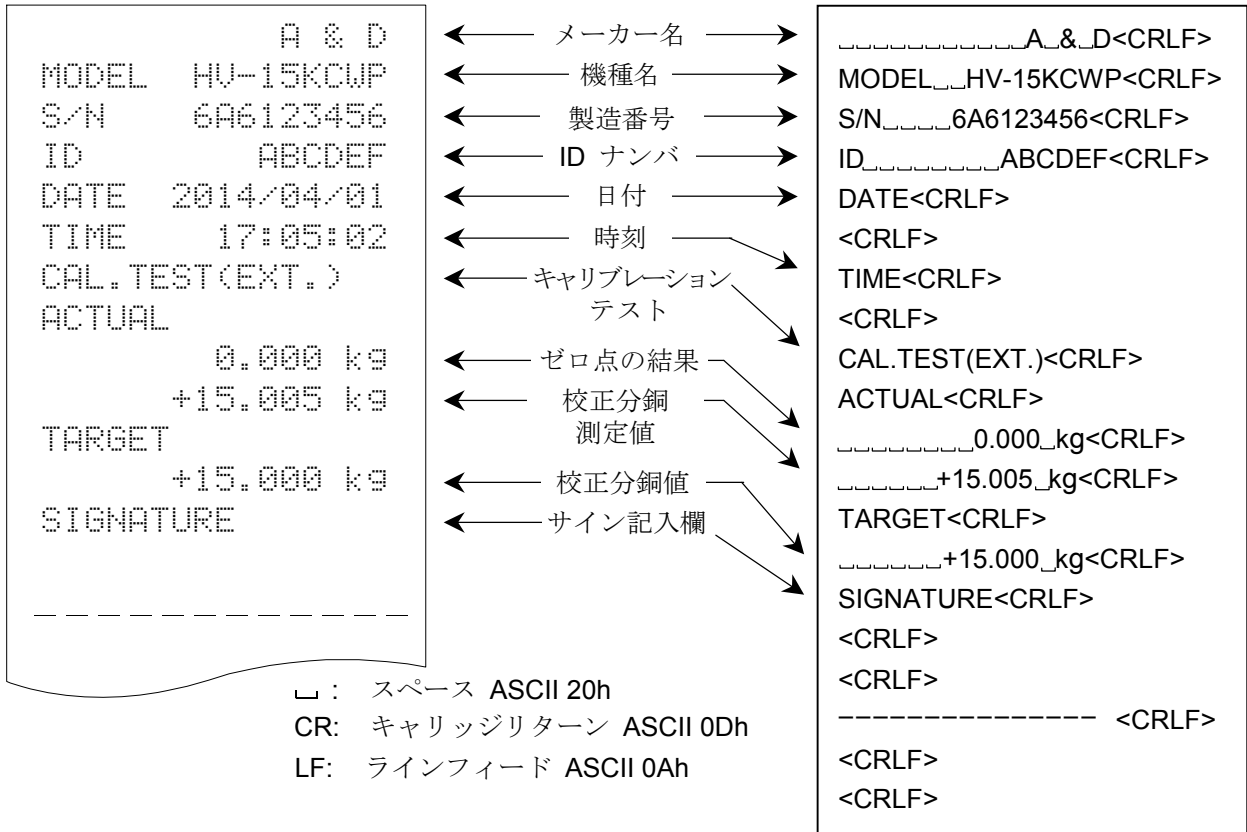 A & D
MODEL HV-15KCWP
S/N 6A6123456
ID ABCDEF
DATE 2014/04/01
TIME 17:05:02
CAL.TEST(EXT.)
ACTUAL
0.000 kg
+15.005 kg
TARGET
+15.000 kg
SIGNATURE
_ _ _ _ _ _ _ _ _ _ _ _ _ _
メーカー名
機種名
製造番号
ID ナンバ
日付
時刻
キャリブレーション
テスト
ゼロ点の結果
校正分銅
測定値
校正分銅値
サイン記入欄
␣␣␣␣␣␣␣␣␣␣␣A␣&␣D<CRLF>
MODEL␣␣HV-15KCWP<CRLF>
S/N␣␣␣␣6A6123456<CRLF>
ID␣␣␣␣␣␣␣␣ABCDEF<CRLF>
DATE<CRLF>
<CRLF>
TIME<CRLF>
<CRLF>
CAL.TEST(EXT.)<CRLF>
ACTUAL<CRLF>
␣␣␣␣␣␣␣␣0.000␣kg<CRLF>
␣␣␣␣␣␣+15.005␣kg<CRLF>
TARGET<CRLF>
␣␣␣␣␣␣+15.000␣kg<CRLF>
SIGNATURE<CRLF>
<CRLF>
<CRLF>
--------------- <CRLF>
<CRLF>
<CRLF>
␣ : スペース ASCII 20h
CR: キャリッジリターン ASCII 0Dh
LF: ラインフィード ASCII 0Ah